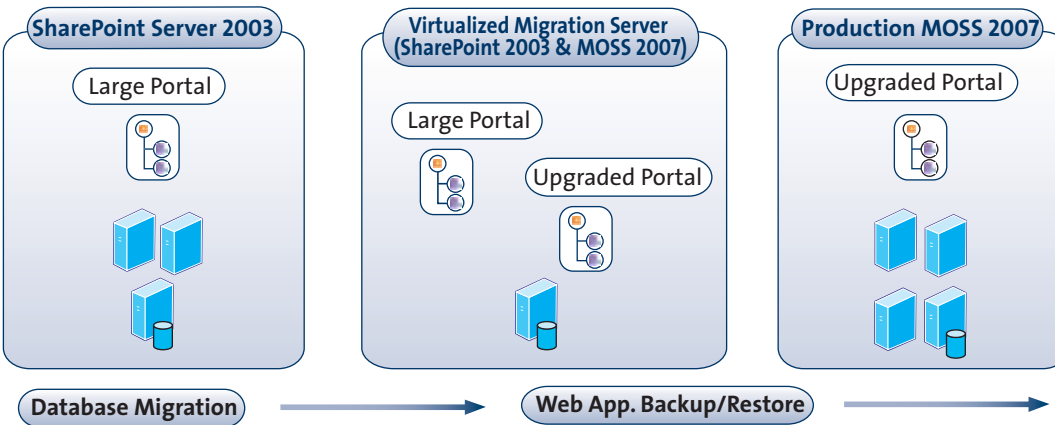 SharePoint Server 2003
Large Portal
Virtualized Migration Server
(SharePoint 2003 & MOSS 2007)
Large Portal
Upgraded Portal
Production MOSS 2007
Upgraded Portal
Database Migration
Web App. Backup/Restore